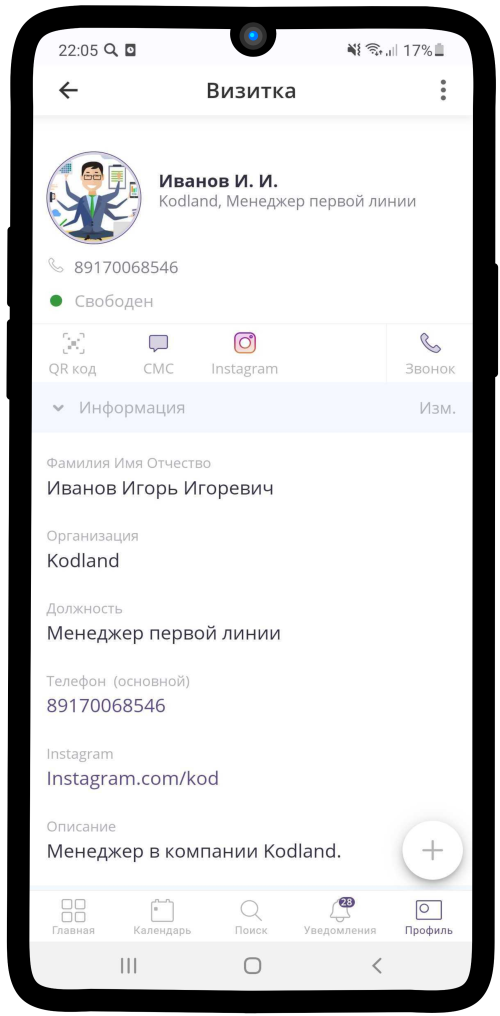 22:05
17%
Визитка
Иванов И. И.
Kodland, Менеджер первой линии
89170068546
Свободен
QR код
СМС
Instagram
Звонок
Информация
Изм.
Фамилия Имя Отчество
Иванов Игорь Игоревич
Организация
Kodland
Должность
Менеджер первой линии
Телефон (основной)
89170068546
Instagram
Instagram.com/kod
Описание
Менеджер в компании Kodland.
28
Главная
Календарь
Поиск
Уведомления
Профиль